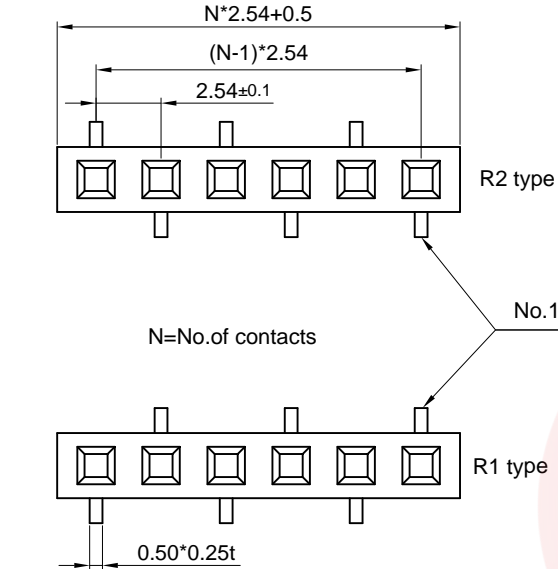 N*2.54+0.5
(N-1)*2.54
2.54±0.1
R2 type
No.1
N=No.of contacts
R1 type
0.50*0.25t